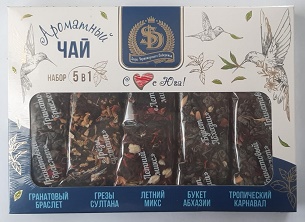 Ароматный
ЧАЙ
НАБОР 5 в 1
С Юга!
ГРАНАТОВЫЙ БРАСЛЕТ
ГРЕЗЫ СУЛТАНА
ЛЕТНИЙ МИКС
БУКЕТ АБХАЗИИ
ТРОПИЧЕСКИЙ КАРНАВАЛ